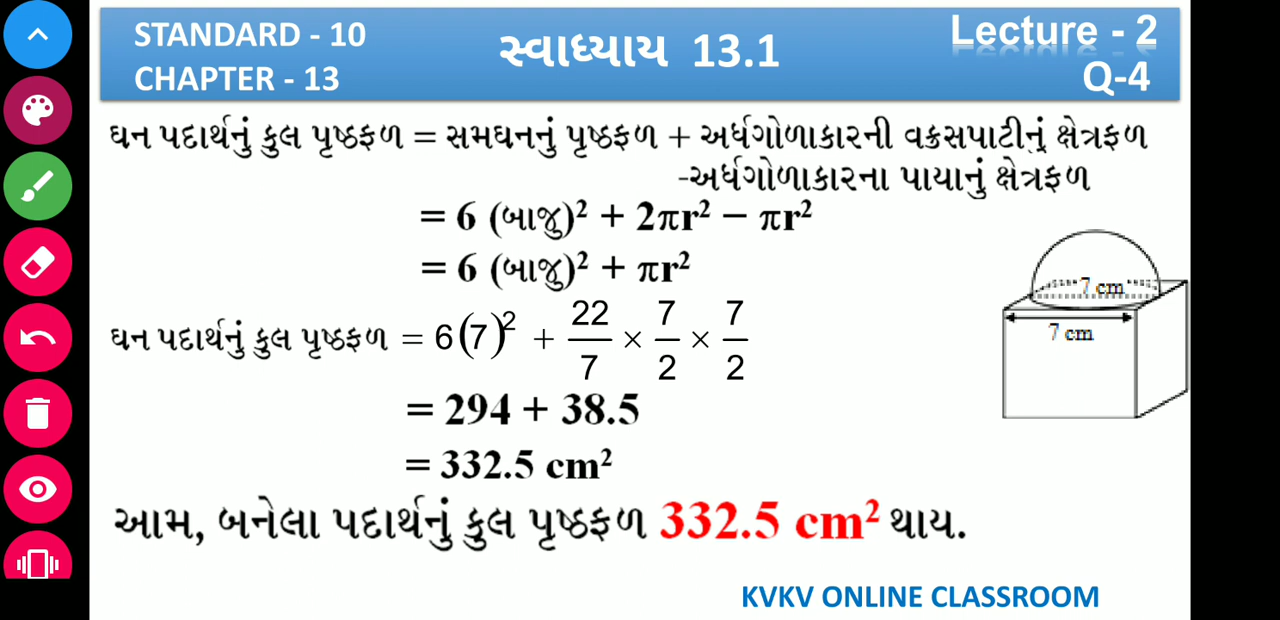 STANDARD - 10
CHAPTER - 13
સ્વાધ્યાય 13.1
Lecture - 2
Q-4
ઘન પદાર્થનું કુલ પૃષ્ઠફળ = સમઘનનું પૃષ્ઠફળ + અર્ધગોળાકારની વક્રસપાટીનું ક્ષેત્રફળ
-અર્ધગોળાકારના પાયાનું ક્ષેત્રફળ
= 6 (બાજુ)² + 2πr² − πr²
= 6 (બાજુ)² + πr²
ઘન પદાર્થનું કુલ પૃષ્ઠફળ = 6(7)² + 22/7 × 7/2 × 7/2
= 294 + 38.5
= 332.5 cm²
આમ, બનેલા પદાર્થનું કુલ પૃષ્ઠફળ 332.5 cm² થાય.
7 cm
7 cm
KVKV ONLINE CLASSROOM